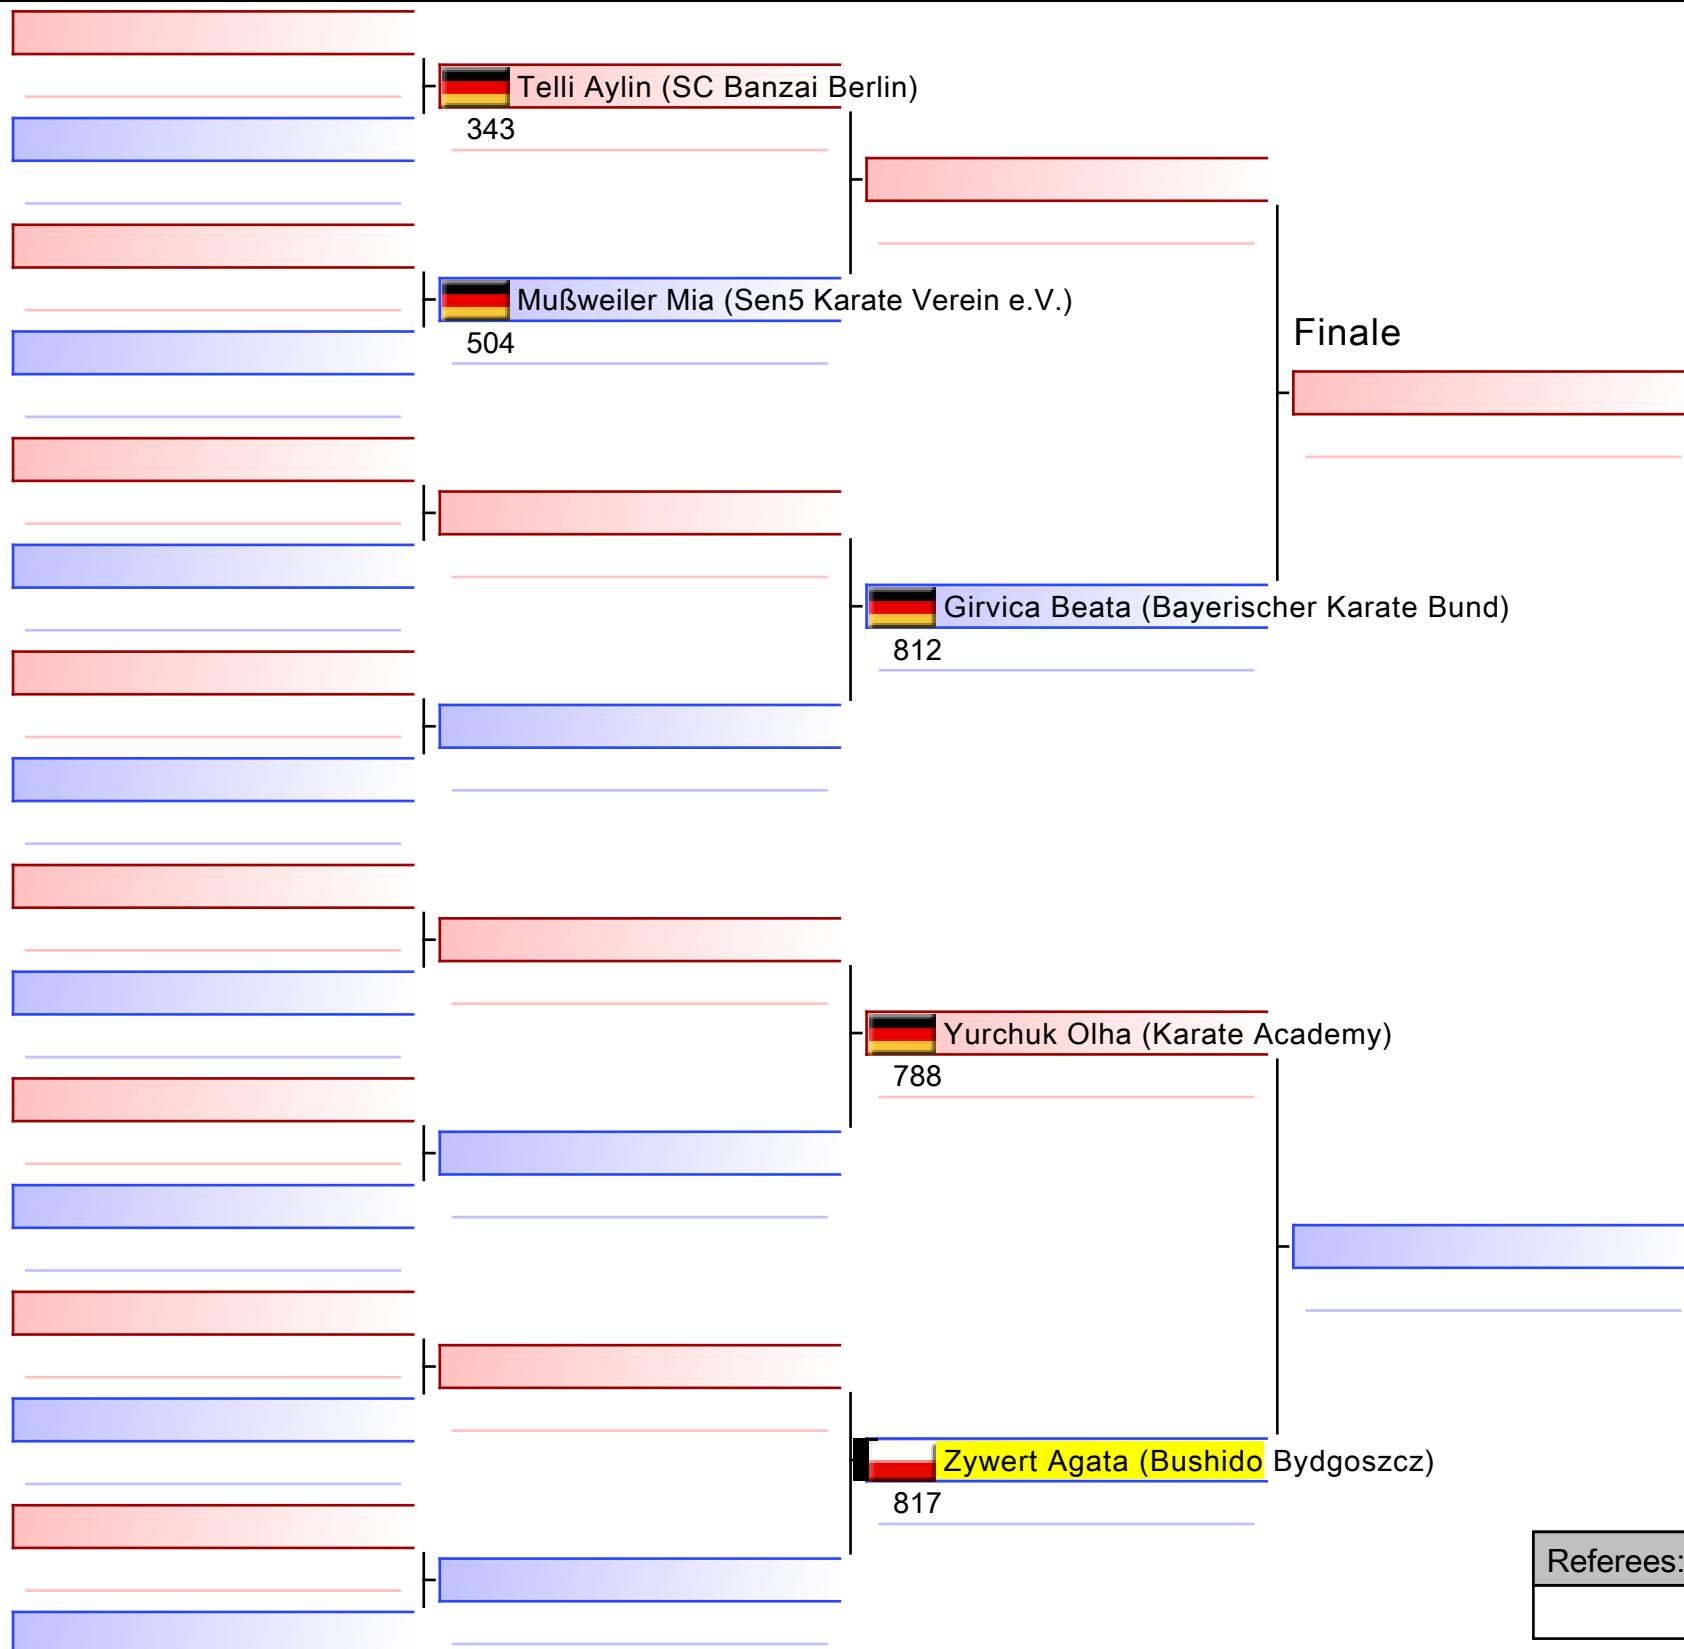 Telli Aylin (SC Banzai Berlin)
343
Mußweiler Mia (Sen5 Karate Verein e.V.)
504
Finale
Girvica Beata (Bayerischer Karate Bund)
812
Yurchuk Olha (Karate Academy)
788
Zywert Agata (Bushido Bydgoszcz)
817
Referees: